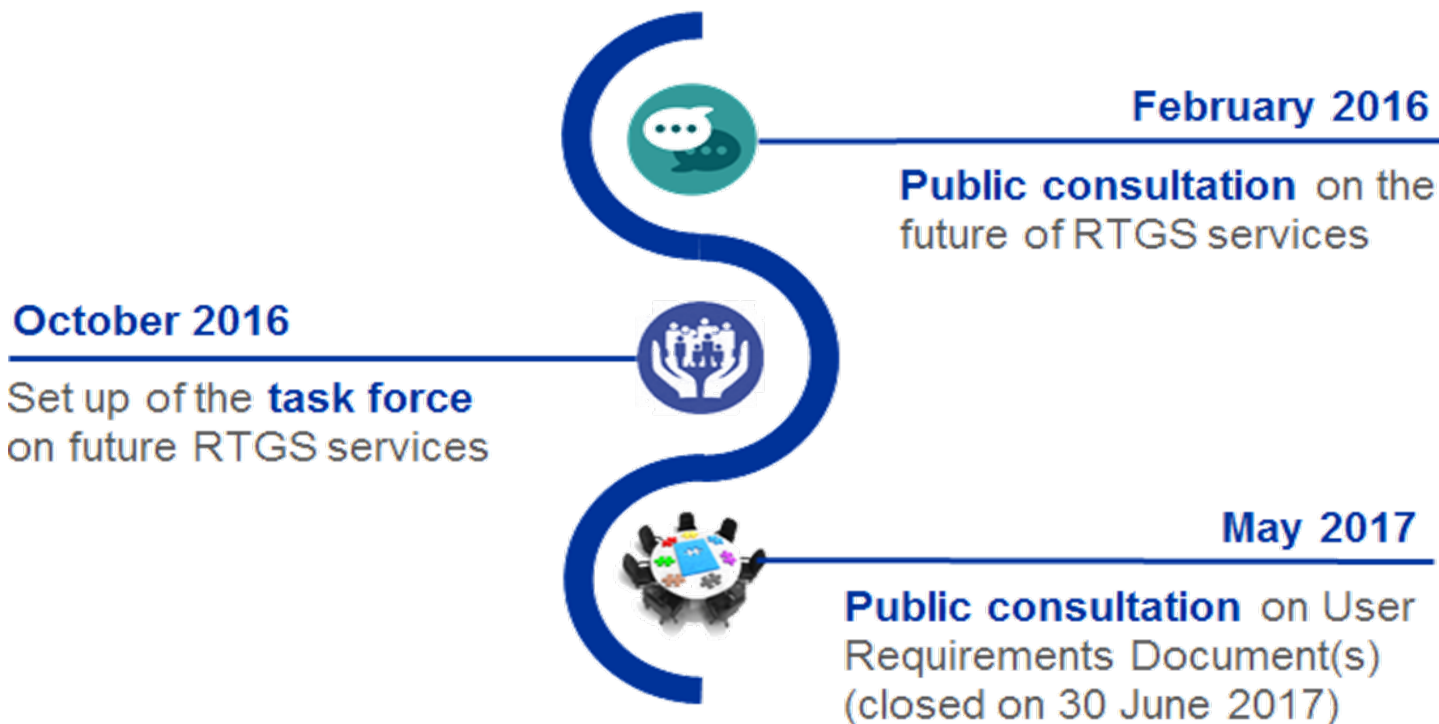 February 2016
Public consultation on the
future of RTGS services
October 2016
Set up of the task force
on future RTGS services
May 2017
Public consultation on User
Requirements Document(s)
(closed on 30 June 2017)